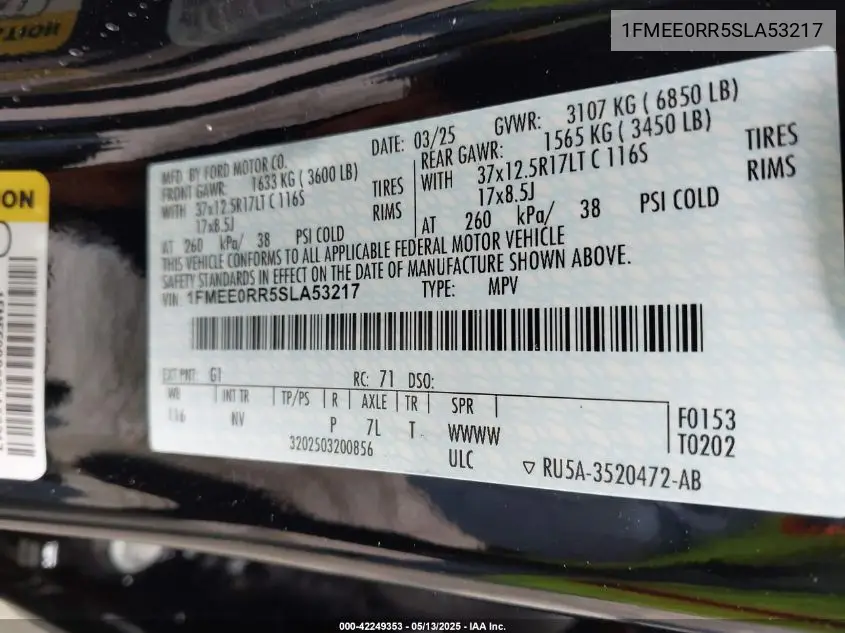 1FMEE0RR5SLA53217
MFD. BY FORD MOTOR CO.
DATE: 03/25 GVWR: 3107 KG ( 6850 LB)
FRONT GAWR: 1633 KG ( 3600 LB)
WITH 37x12.5R17LT C 116S TIRES
17x8.5J RIMS
AT 260 kPa/ 38 PSI COLD
REAR GAWR: 1565 KG ( 3450 LB)
WITH 37x12.5R17LT C 116S TIRES
17x8.5J RIMS
AT 260 kPa/ 38 PSI COLD
THIS VEHICLE CONFORMS TO ALL APPLICABLE FEDERAL MOTOR VEHICLE
SAFETY STANDARDS IN EFFECT ON THE DATE OF MANUFACTURE SHOWN ABOVE.
VIN 1FMEE0RR5SLA53217 TYPE: MPV
EXT PNT: G1 RC: 71 DSO:
WB INT TR TP/PS R AXLE TR SPR
116 NV P 7L T WWWW
F0153
T0202
3202503200856 ULC
▽ RU5A-3520472-AB
ON
000-42249353 - 05/13/2025 - IAA Inc.